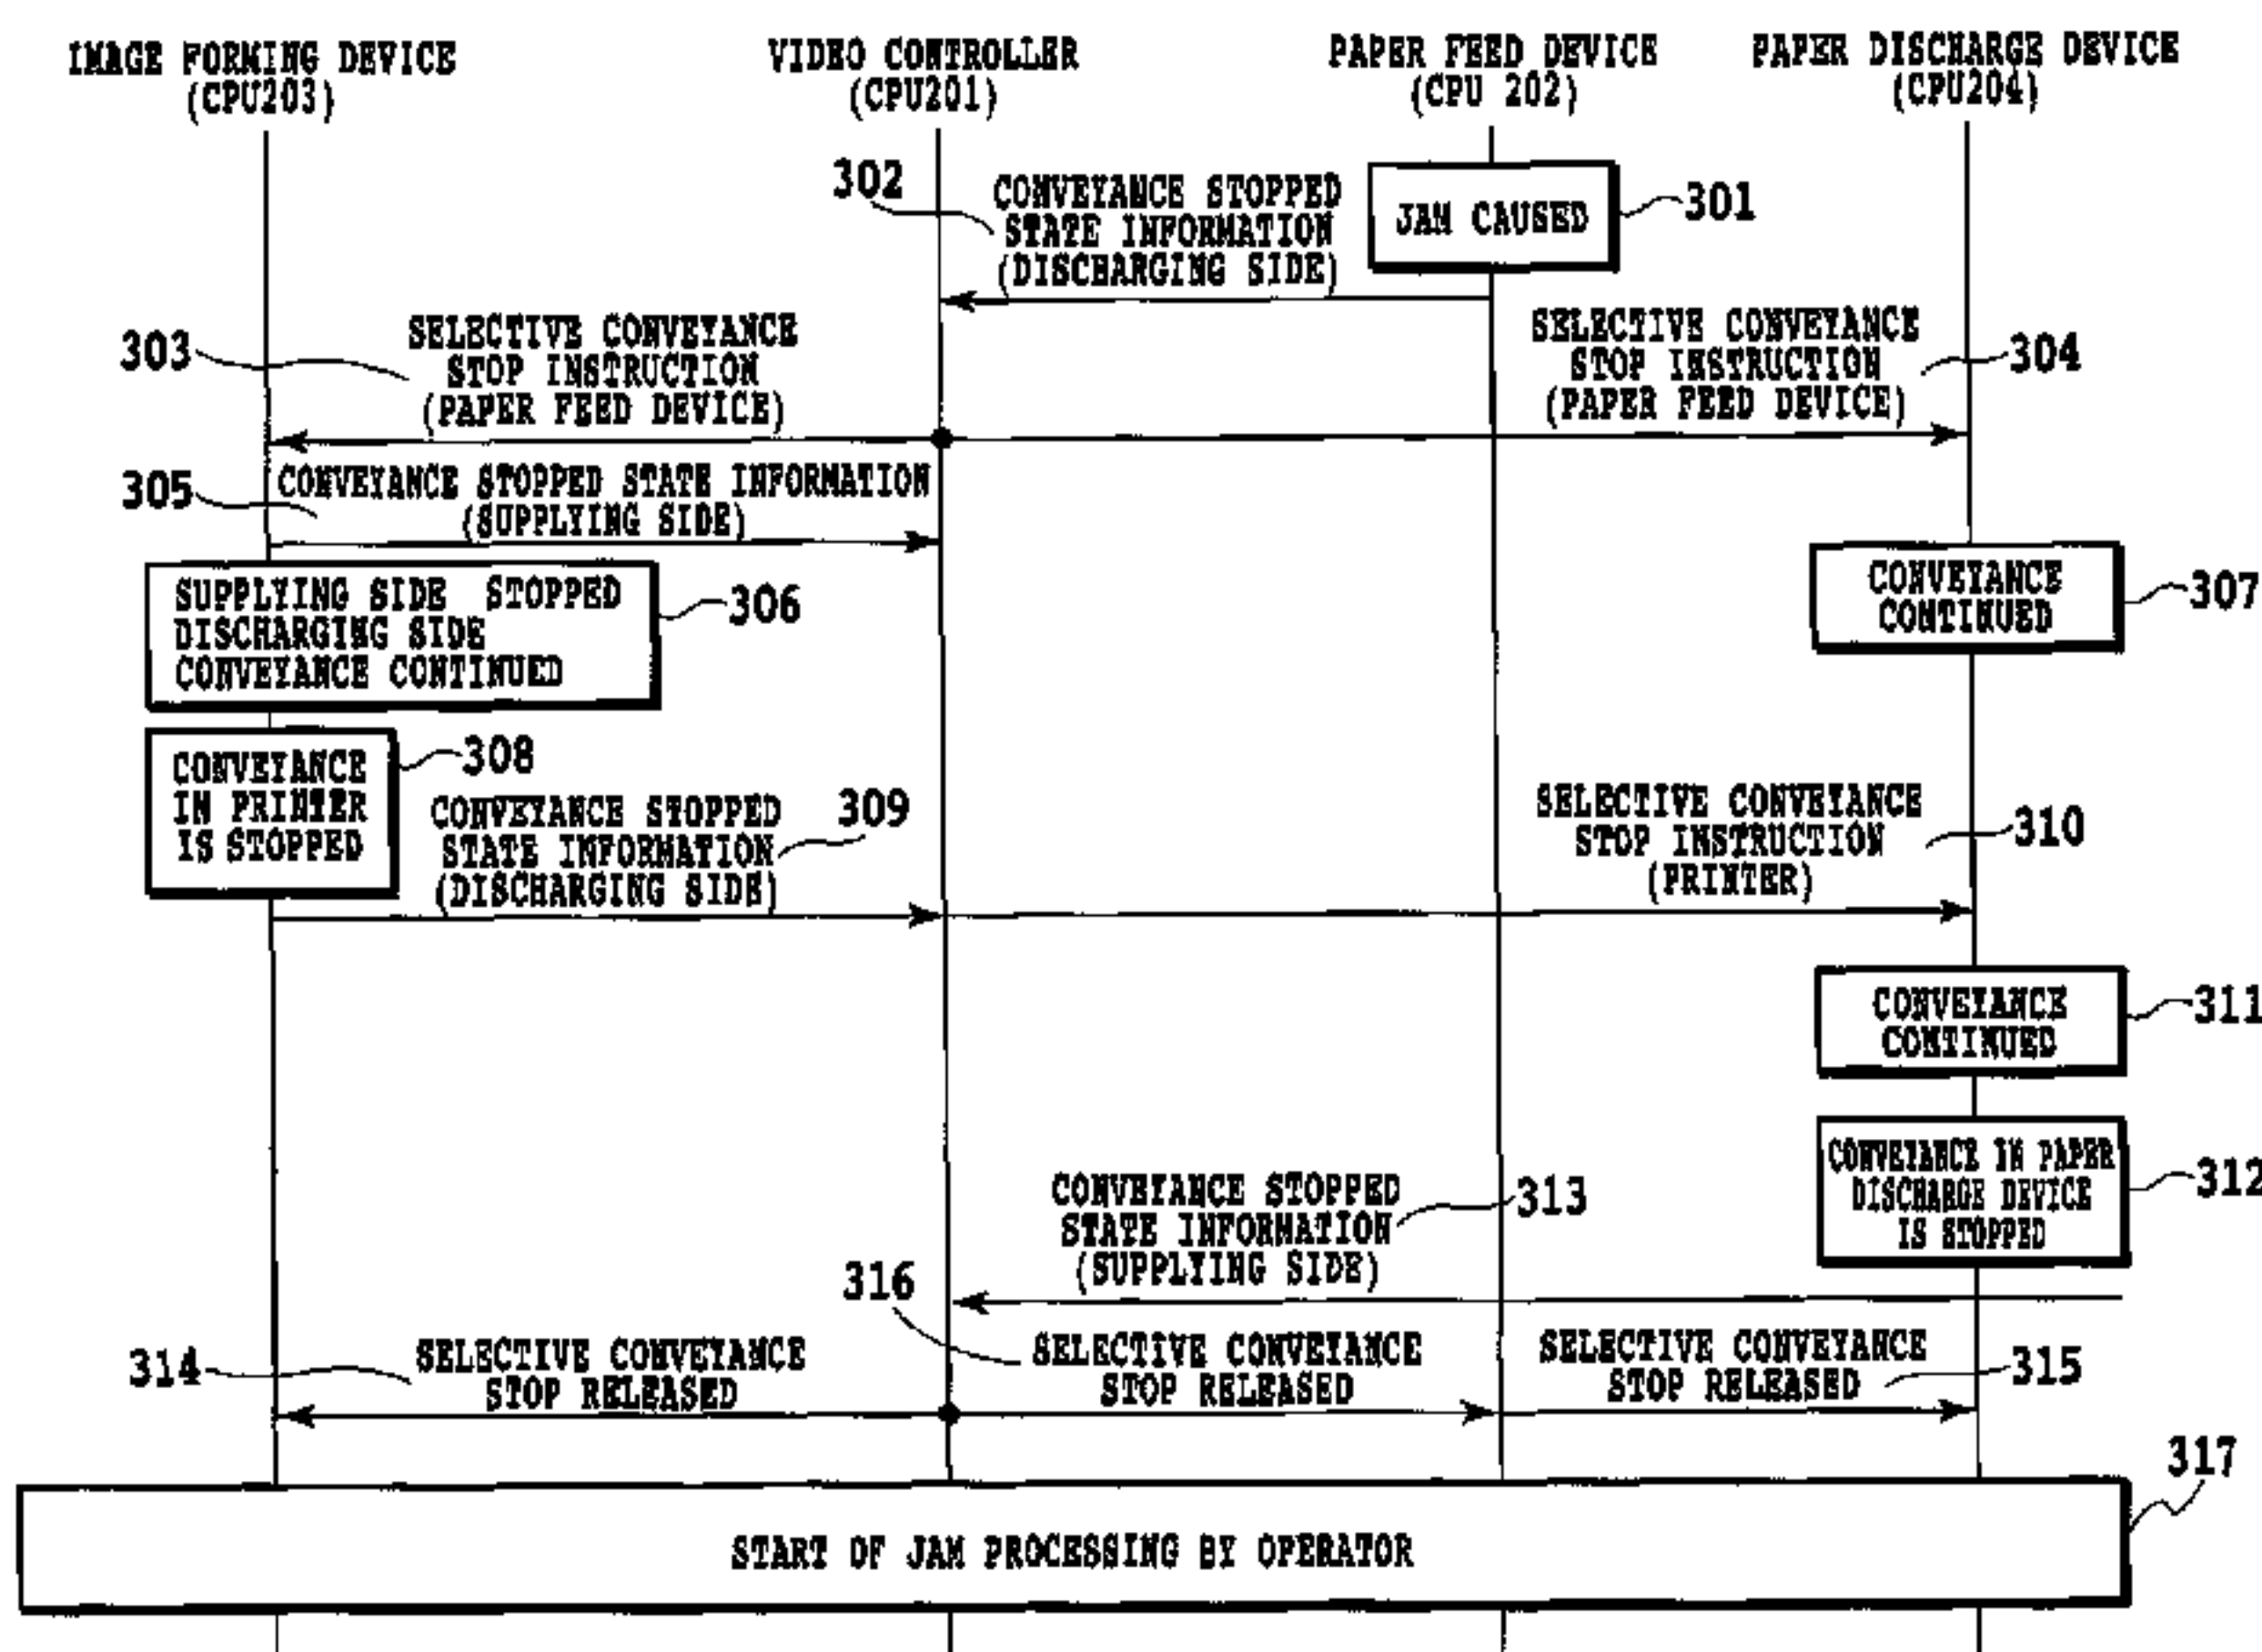 IMAGE FORMING DEVICE
(CPU203)
VIDEO CONTROLLER
(CPU201)
PAPER FEED DEVICE
(CPU 202)
PAPER DISCHARGE DEVICE
(CPU204)
302
CONVEYANCE STOPPED
STATE INFORMATION
(DISCHARGING SIDE)
JAM CAUSED
301
303
SELECTIVE CONVEYANCE
STOP INSTRUCTION
(PAPER FEED DEVICE)
SELECTIVE CONVEYANCE
STOP INSTRUCTION
(PAPER FEED DEVICE)
304
305
CONVEYANCE STOPPED STATE INFORMATION
(SUPPLYING SIDE)
SUPPLYING SIDE STOPPED
DISCHARGING SIDE
CONVEYANCE CONTINUED
306
CONVEYANCE
CONTINUED
307
CONVEYANCE
IN PRINTER
IS STOPPED
308
CONVEYANCE STOPPED
STATE INFORMATION
(DISCHARGING SIDE)
309
SELECTIVE CONVEYANCE
STOP INSTRUCTION
(PRINTER)
310
CONVEYANCE
CONTINUED
311
CONVEYANCE IN PAPER
DISCHARGE DEVICE
IS STOPPED
312
CONVEYANCE STOPPED
STATE INFORMATION
(SUPPLYING SIDE)
313
316
314
SELECTIVE CONVEYANCE
STOP RELEASED
SELECTIVE CONVEYANCE
STOP RELEASED
SELECTIVE CONVEYANCE
STOP RELEASED
315
317
START OF JAM PROCESSING BY OPERATOR